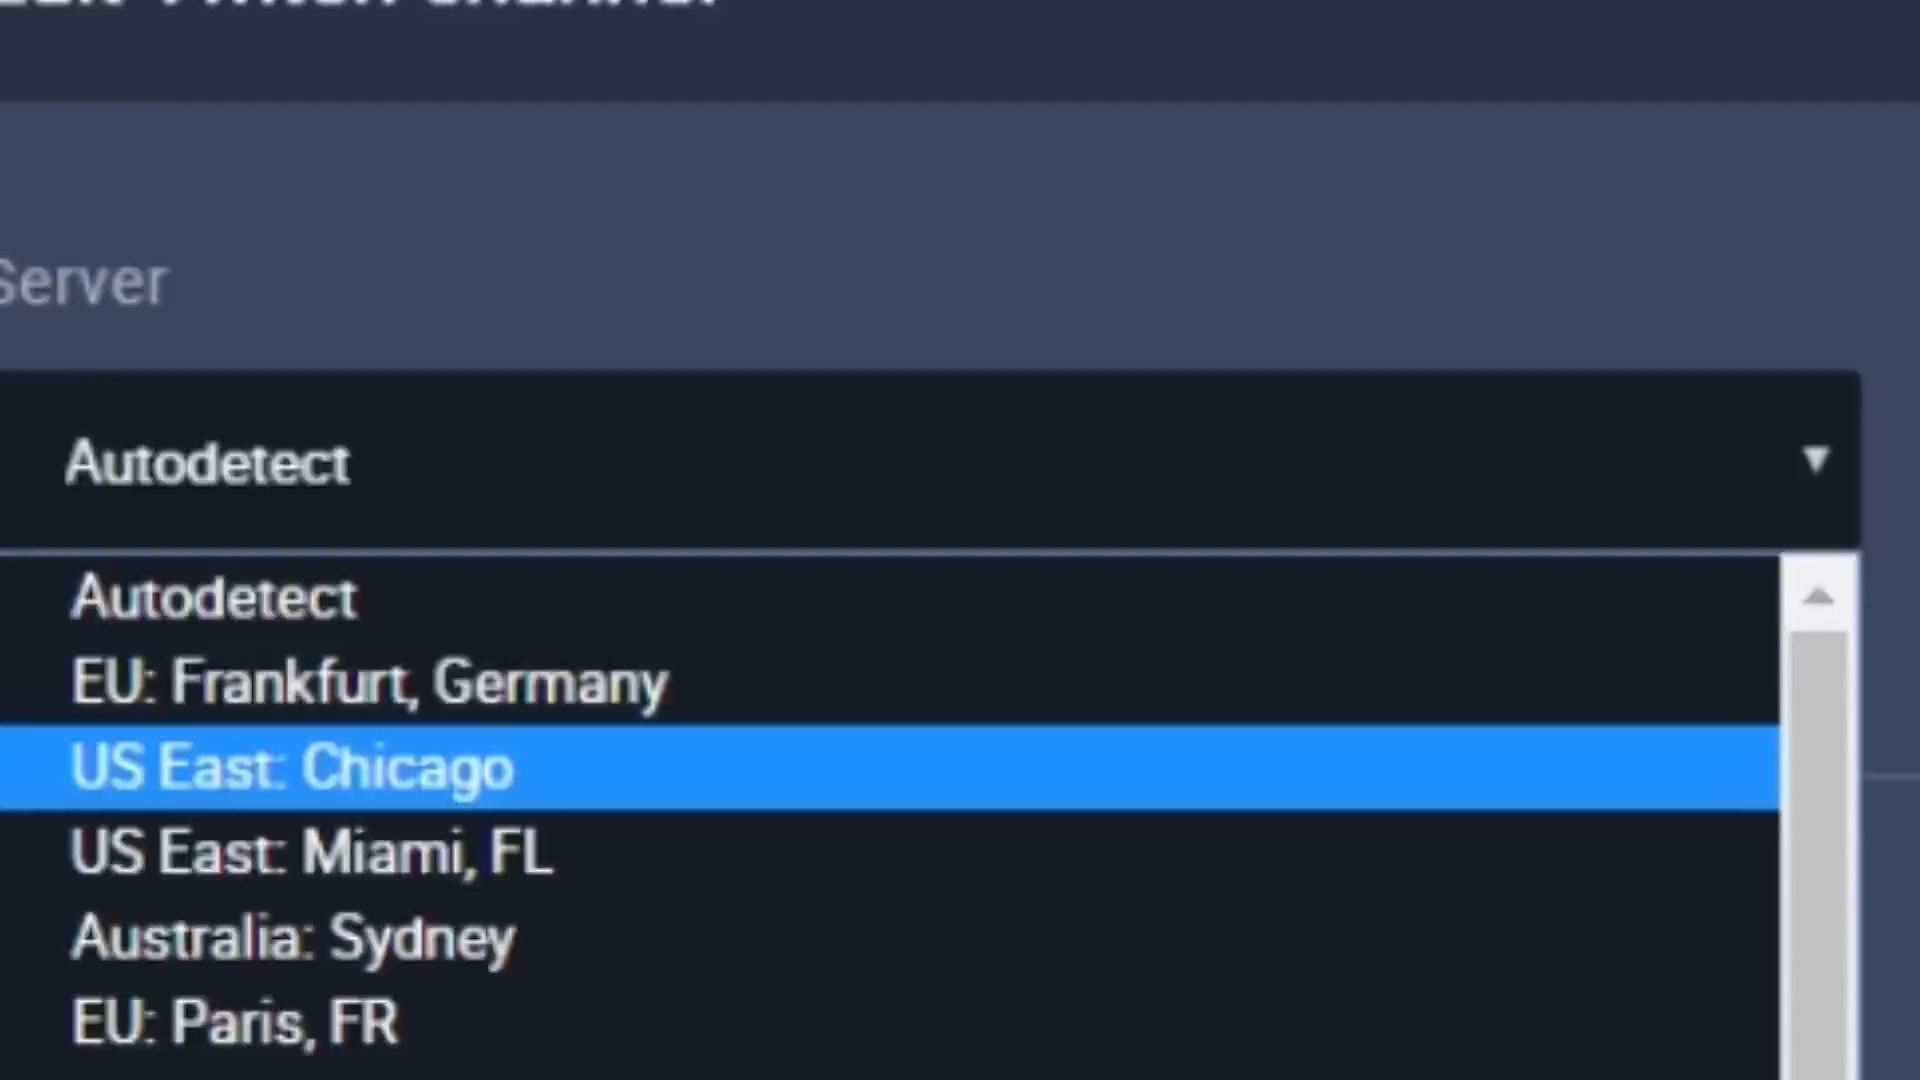 Server
Autodetect
Autodetect
EU: Frankfurt, Germany
US East: Chicago
US East: Miami, FL
Australia: Sydney
EU: Paris, FR